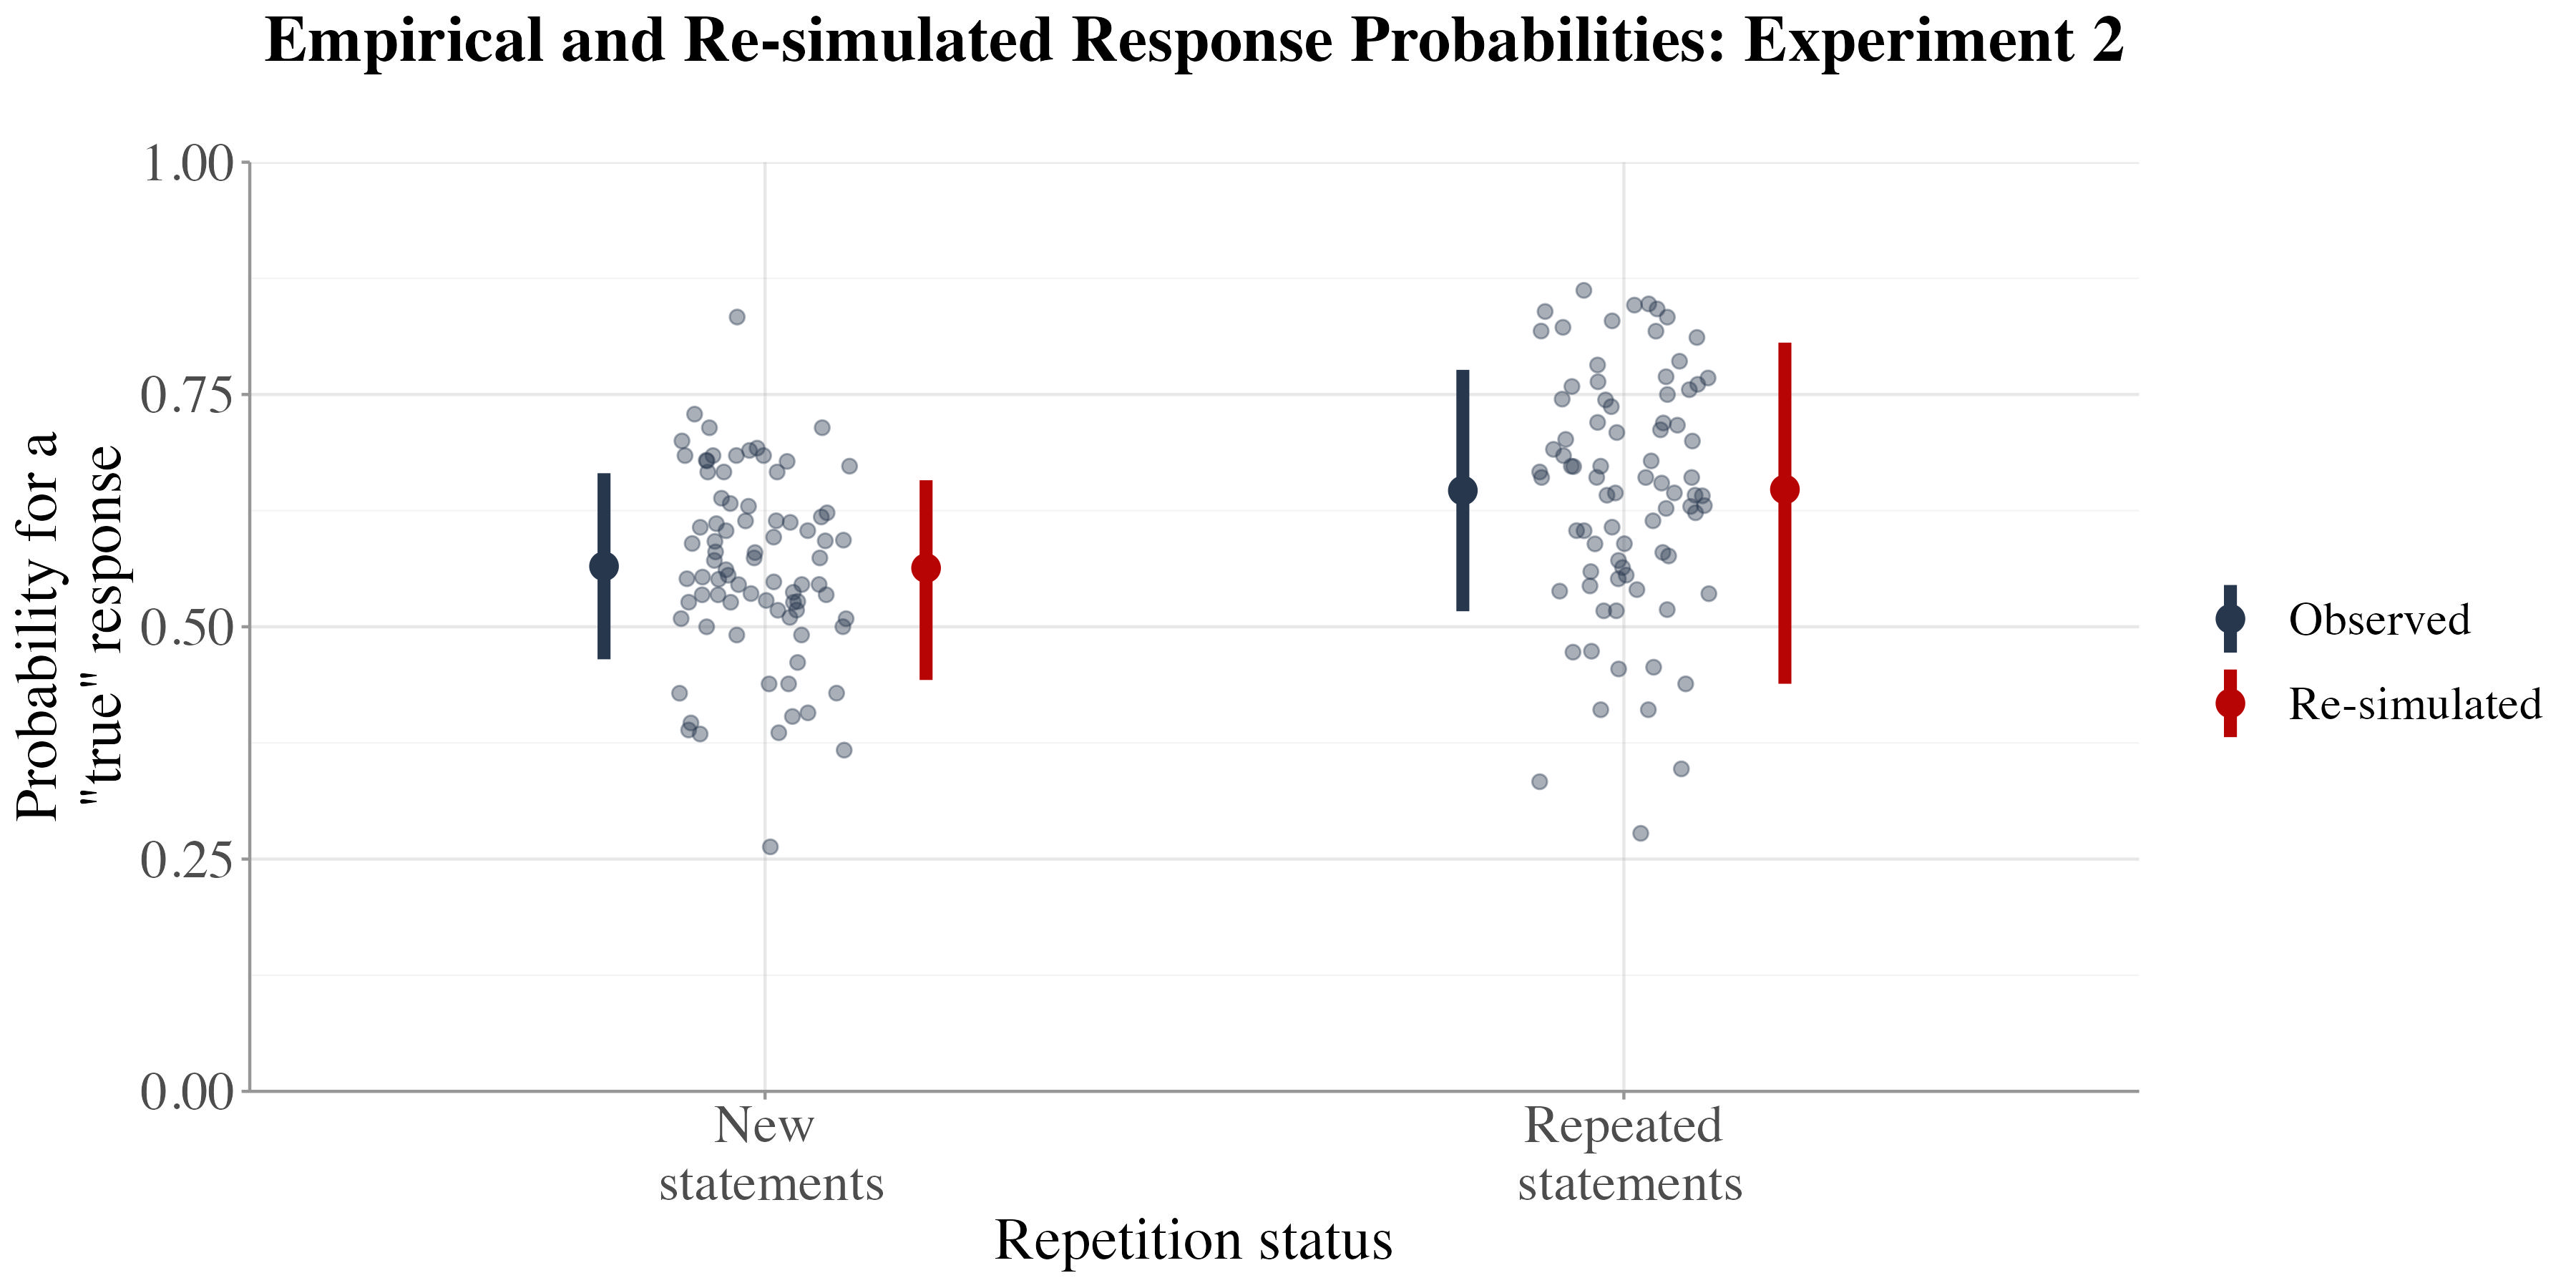 Empirical and Re-simulated Response Probabilities: Experiment 2
1.00
0.75
0.50
0.25
0.00
Probability for a
"true" response
New
statements
Repeated
statements
Repetition status
Observed
Re-simulated